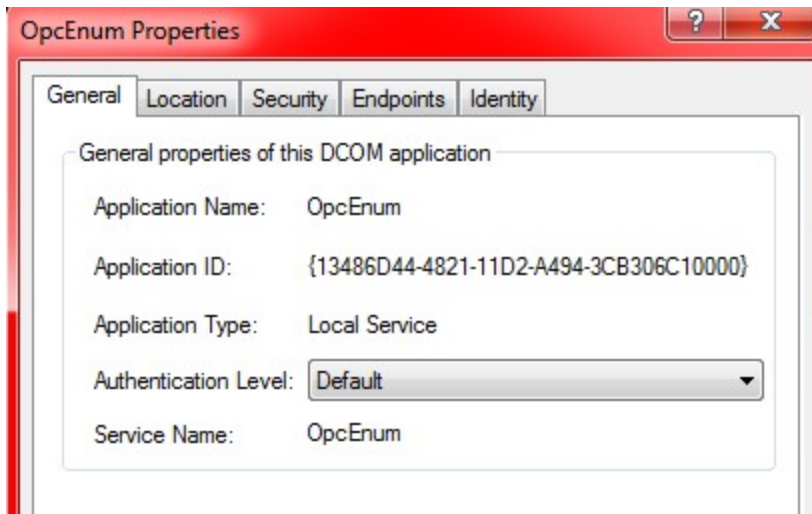 OpcEnum Properties
? X
General Location Security Endpoints Identity
General properties of this DCOM application
Application Name: OpcEnum
Application ID: {13486D44-4821-11D2-A494-3CB306C10000}
Application Type: Local Service
Authentication Level: Default
Service Name: OpcEnum